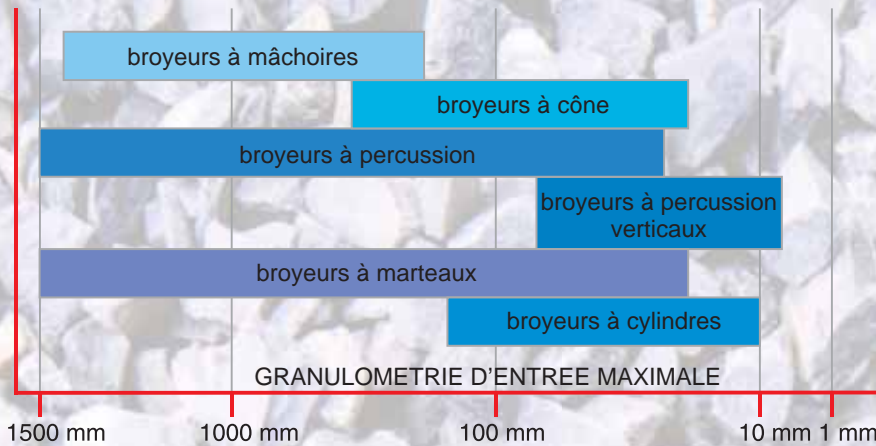 broyeurs à mâchoires
broyeurs à cône
broyeurs à percussion
broyeurs à percussion
verticaux
broyeurs à marteaux
broyeurs à cylindres
GRANULOMETRIE D'ENTREE MAXIMALE
1500 mm 1000 mm 100 mm 10 mm 1 mm